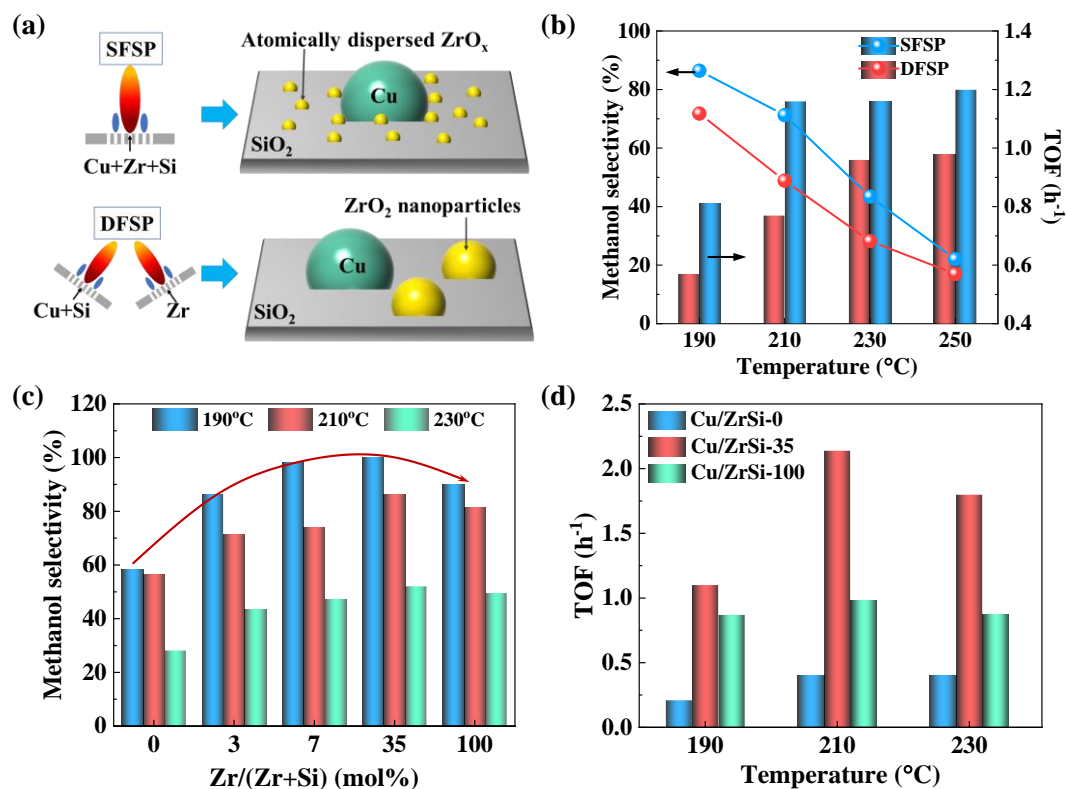 (a)
SFSP
Cu+Zr+Si
Atomically dispersed ZrOₓ
Cu
SiO₂
DFSP
Cu+Si
Zr
ZrO₂ nanoparticles
Cu
SiO₂
(b)
SFSP
DFSP
Methanol selectivity (%)
100
80
60
40
20
0
TOF (h⁻¹)
1.4
1.2
1.0
0.8
0.6
0.4
190 210 230 250
Temperature (°C)
(c)
190ºC 210ºC 230ºC
Methanol selectivity (%)
120
100
80
60
40
20
0
0 3 7 35 100
Zr/(Zr+Si) (mol%)
(d)
Cu/ZrSi-0
Cu/ZrSi-35
Cu/ZrSi-100
TOF (h⁻¹)
2.5
2.0
1.5
1.0
0.5
0.0
190 210 230
Temperature (°C)